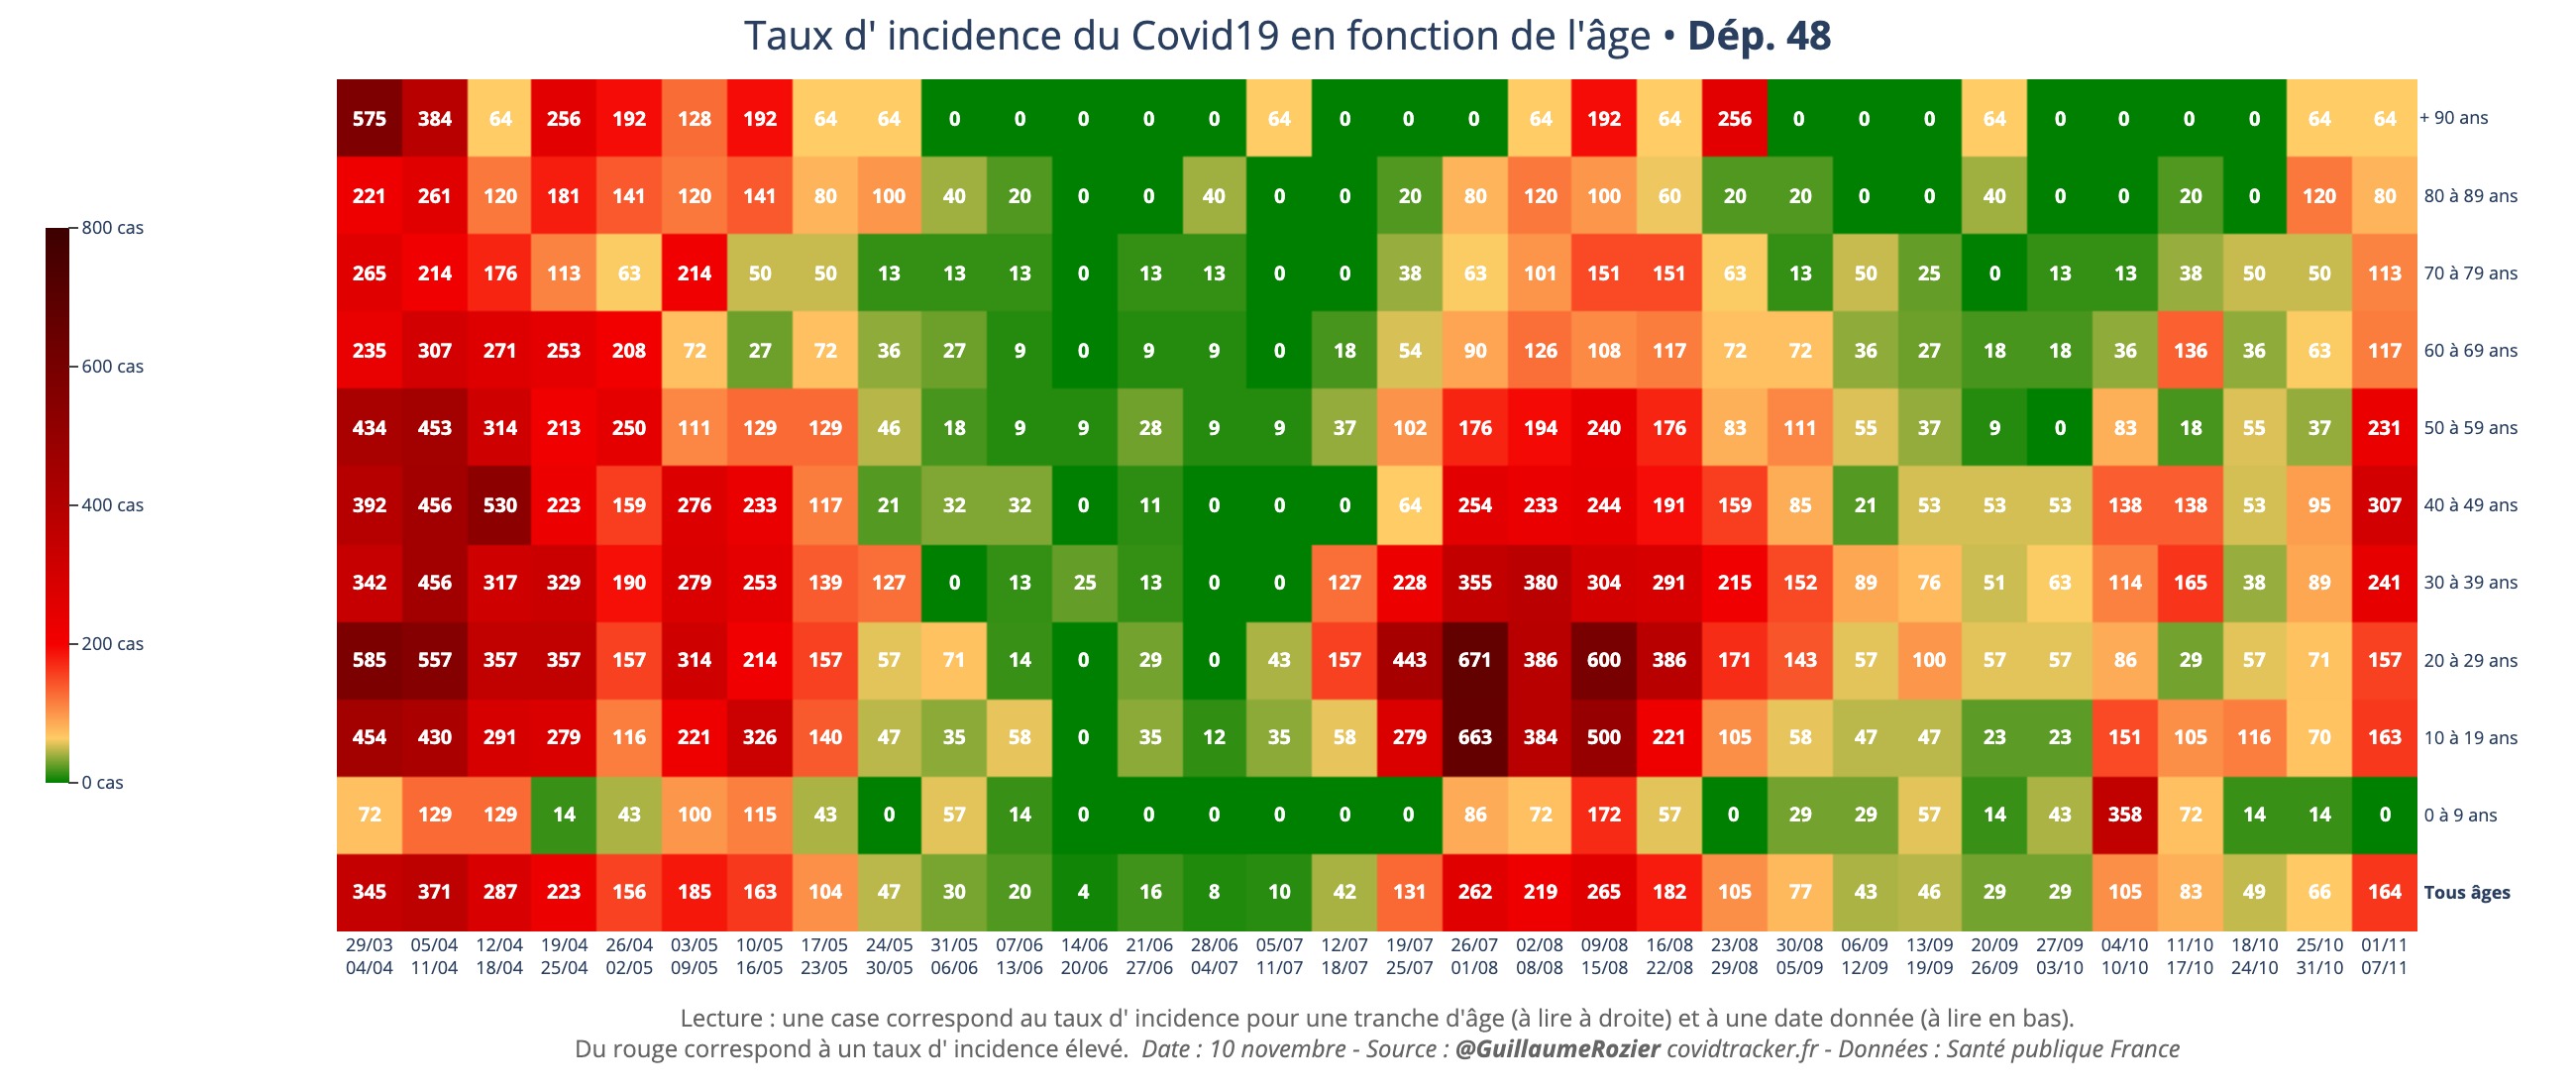 Taux d' incidence du Covid19 en fonction de l'âge • Dép. 48
800 cas
600 cas
400 cas
200 cas
0 cas
575 384 64 256 192 128 192 64 64 0 0 0 0 0 64 0 0 0 64 192 64 256 0 0 0 64 0 0 0 0 64 64 + 90 ans
221 261 120 181 141 120 141 80 100 40 20 0 0 40 0 0 20 80 120 100 60 20 20 0 0 40 0 0 20 0 120 80 80 à 89 ans
265 214 176 113 63 214 50 50 13 13 13 0 13 13 0 0 38 63 101 151 151 63 13 50 25 0 13 13 38 50 50 113 70 à 79 ans
235 307 271 253 208 72 27 72 36 27 9 0 9 9 0 18 54 90 126 108 117 72 72 36 27 18 18 36 136 36 63 117 60 à 69 ans
434 453 314 213 250 111 129 129 46 18 9 9 28 9 9 37 102 176 194 240 176 83 111 55 37 9 0 83 18 55 37 231 50 à 59 ans
392 456 530 223 159 276 233 117 21 32 32 0 11 0 0 0 64 254 233 244 191 159 85 21 53 53 53 138 138 53 95 307 40 à 49 ans
342 456 317 329 190 279 253 139 127 0 13 25 13 0 0 127 228 355 380 304 291 215 152 89 76 51 63 114 165 38 89 241 30 à 39 ans
585 557 357 357 157 314 214 157 57 71 14 0 29 0 43 157 443 671 386 600 386 171 143 57 100 57 57 86 29 57 71 157 20 à 29 ans
454 430 291 279 116 221 326 140 47 35 58 0 35 12 35 58 279 663 384 500 221 105 58 47 47 23 23 151 105 116 70 163 10 à 19 ans
72 129 129 14 43 100 115 43 0 57 14 0 0 0 0 0 0 86 72 172 57 0 29 29 57 14 43 358 72 14 14 0 0 à 9 ans
345 371 287 223 156 185 163 104 47 30 20 4 16 8 10 42 131 262 219 265 182 105 77 43 46 29 29 105 83 49 66 164 Tous âges
29/03 05/04 12/04 19/04 26/04 03/05 10/05 17/05 24/05 31/05 07/06 14/06 21/06 28/06 05/07 12/07 19/07 26/07 02/08 09/08 16/08 23/08 30/08 06/09 13/09 20/09 27/09 04/10 11/10 18/10 25/10 01/11
04/04 11/04 18/04 25/04 02/05 09/05 16/05 23/05 30/05 06/06 13/06 20/06 27/06 04/07 11/07 18/07 25/07 01/08 08/08 15/08 22/08 29/08 05/09 12/09 19/09 26/09 03/10 10/10 17/10 24/10 31/10 07/11
Lecture : une case correspond au taux d' incidence pour une tranche d'âge (à lire à droite) et à une date donnée (à lire en bas).
Du rouge correspond à un taux d' incidence élevé. Date : 10 novembre - Source : @GuillaumeRozier covidtracker.fr - Données : Santé publique France